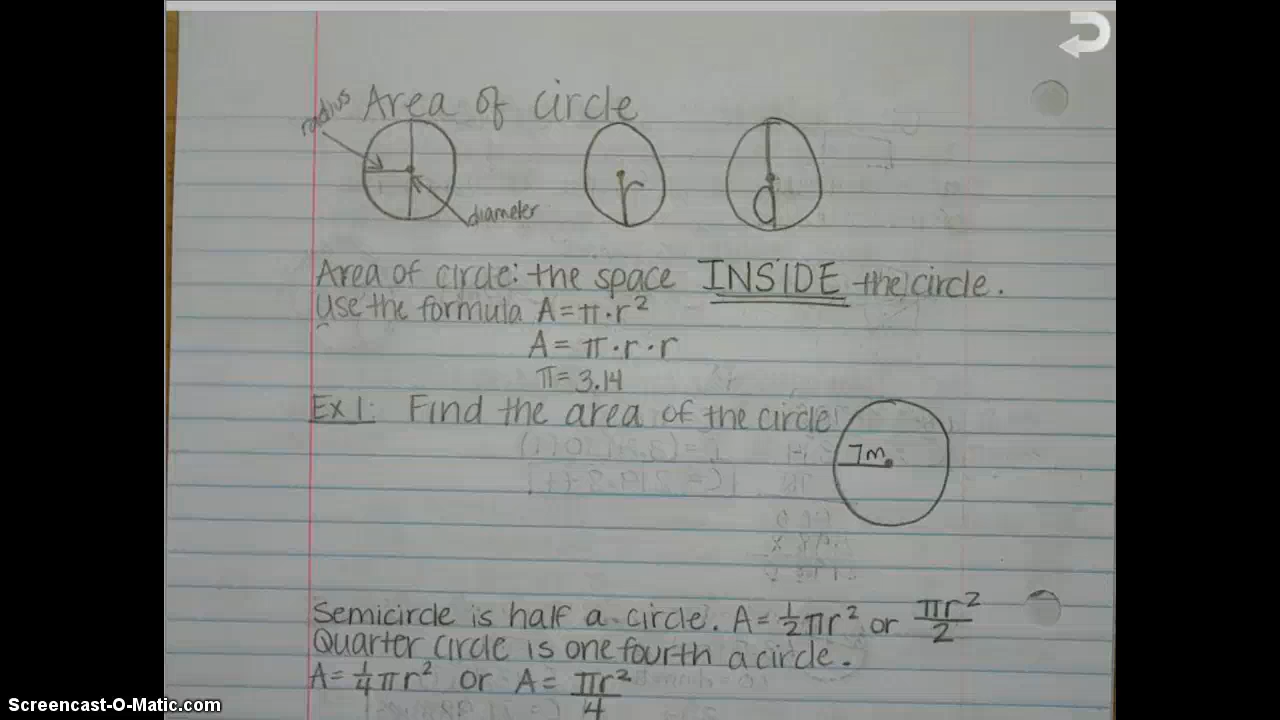 Area of circle
radius
diameter
r
d
Area of circle: the space INSIDE the circle.
Use the formula A = π · r²
A = π · r · r
π = 3.14
Ex 1: Find the area of the circle
7m
Semicircle is half a circle. A = ½πr² or πr²/2
Quarter circle is one fourth a circle.
A = ¼πr² or A = πr²/4
Screencast-O-Matic.com